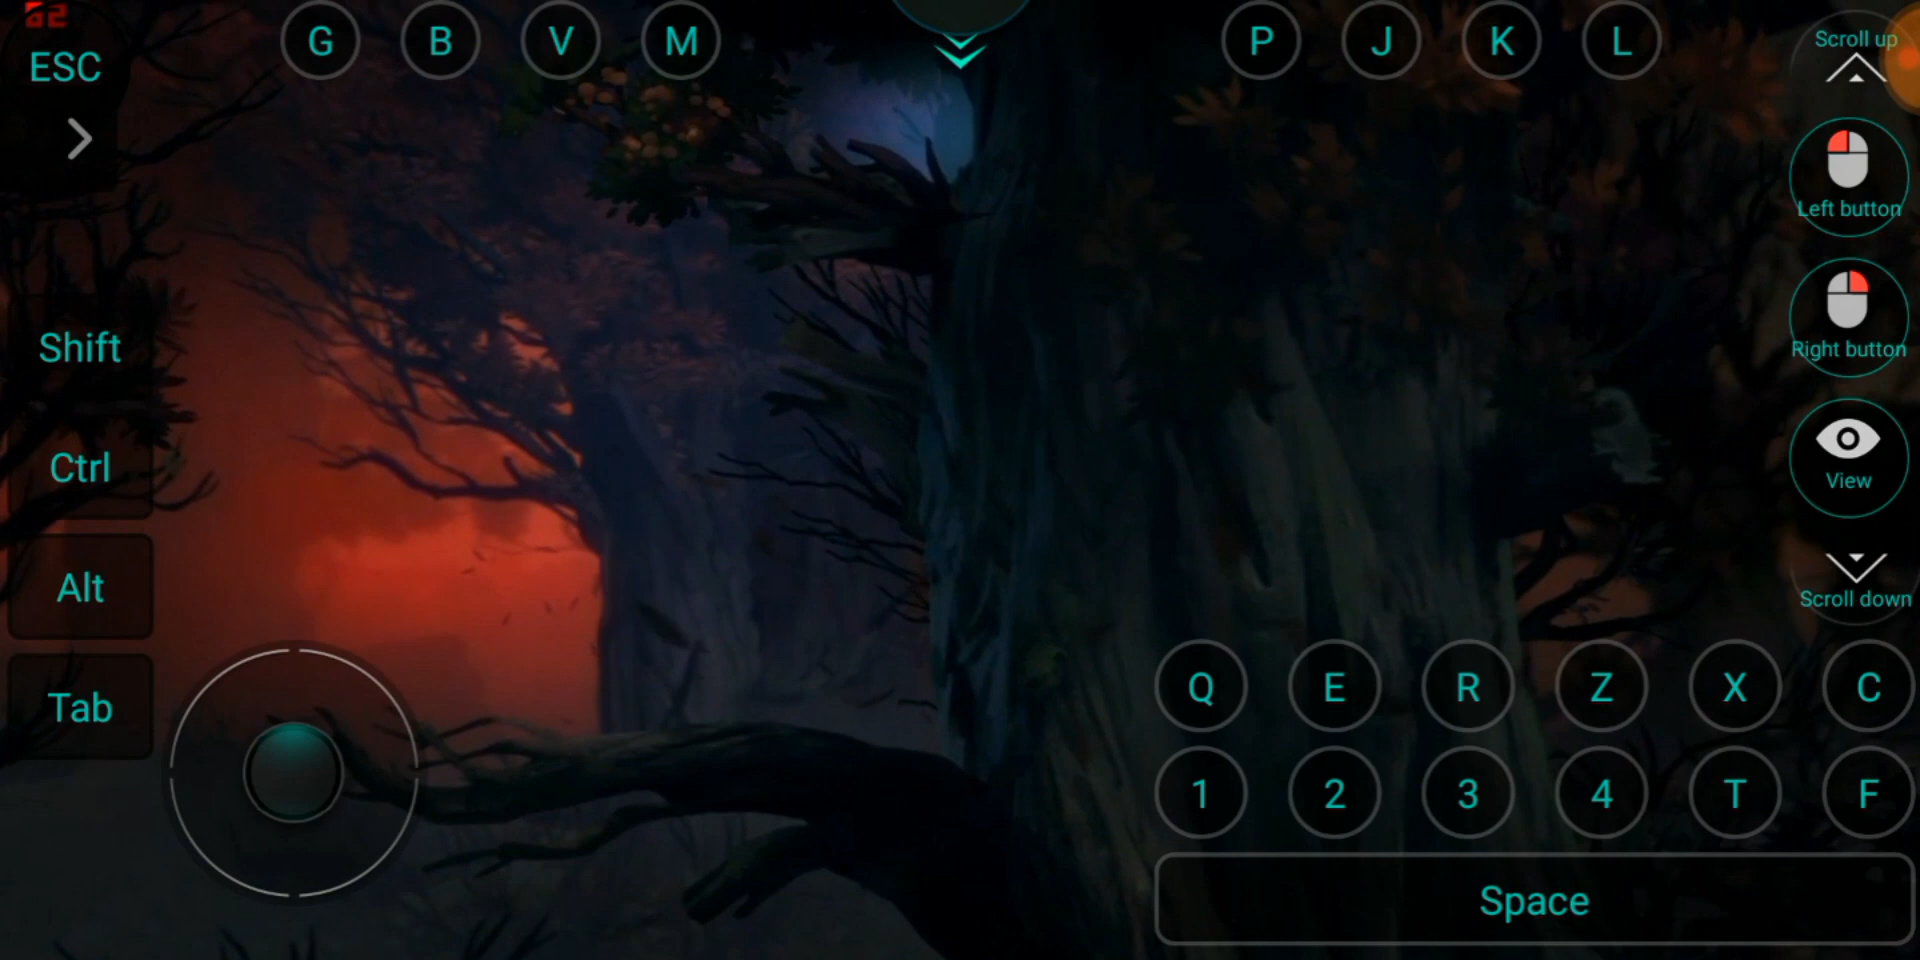 82
ESC
G B V M
P J K L
Scroll up
Left button
Right button
View
Scroll down
Shift
Ctrl
Alt
Tab
Q E R Z X C
1 2 3 4 T F
Space